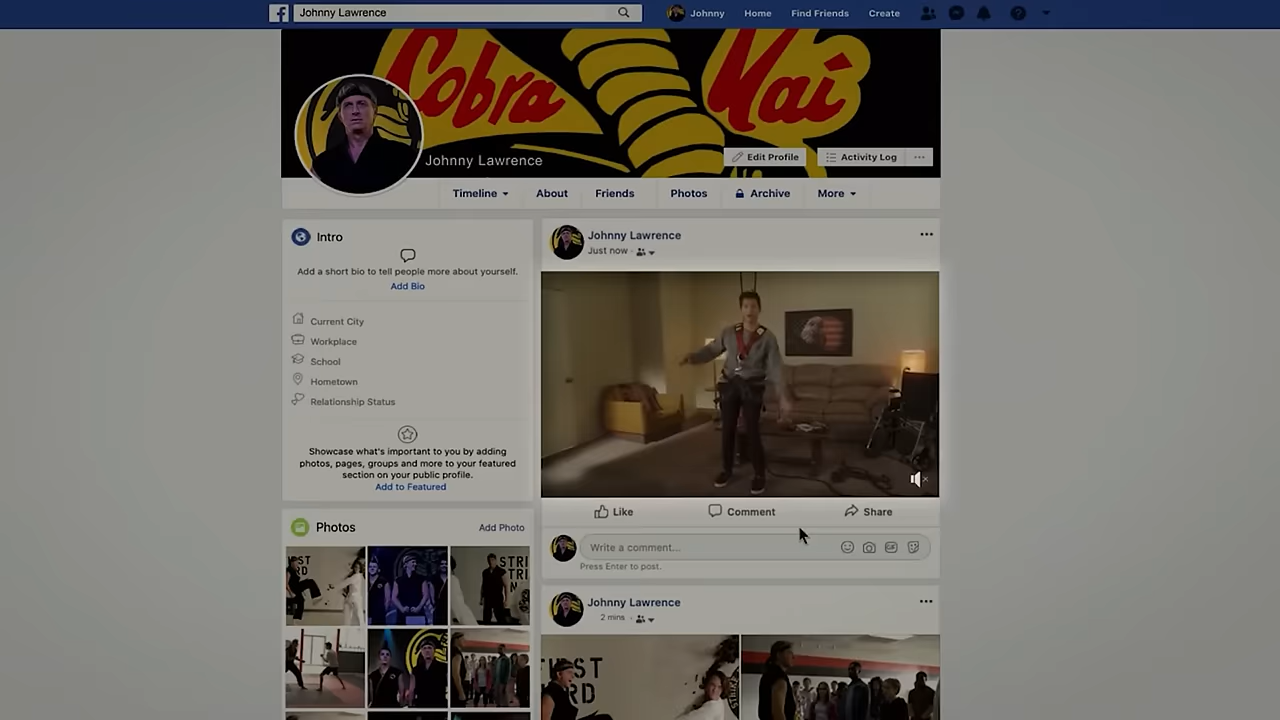 Johnny Lawrence
Johnny
Home
Find Friends
Create
Cobra Kai
Johnny Lawrence
Edit Profile
Activity Log
Timeline
About
Friends
Photos
Archive
More
Intro
Add a short bio to tell people more about yourself.
Add Bio
Current City
Workplace
School
Hometown
Relationship Status
Showcase what's important to you by adding
photos, pages, groups and more to your featured
section on your public profile.
Add to Featured
Photos
Add Photo
Johnny Lawrence
Just now
Like
Comment
Share
Write a comment...
GIF
Press Enter to post.
Johnny Lawrence
2 mins